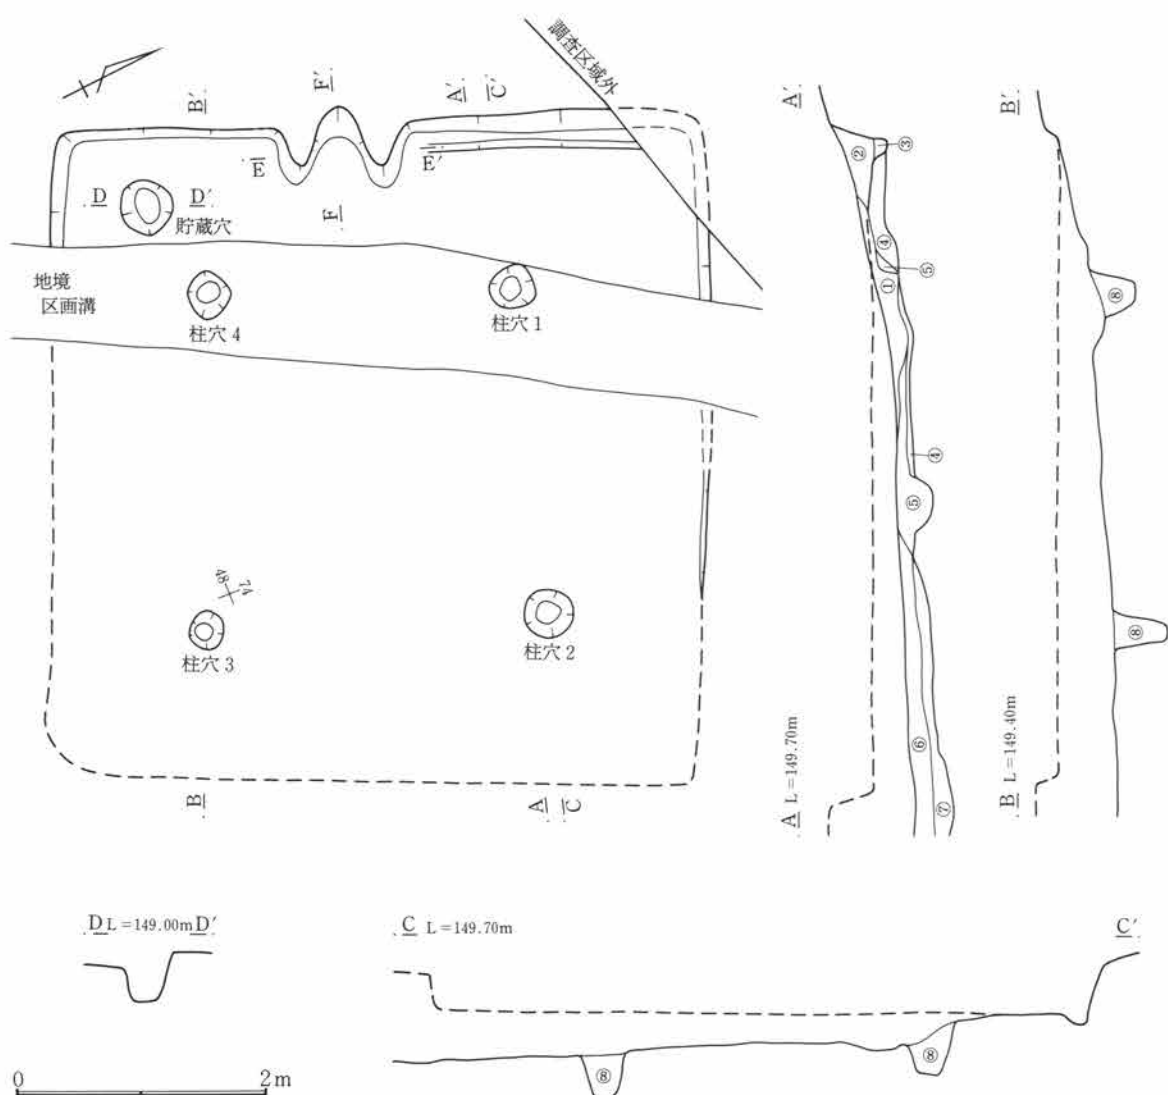 調査区域外
F′
B′
A′
C′
E
E′
D
D′
貯蔵穴
F
地境
区画溝
柱穴4
柱穴1
48
74
柱穴3
柱穴2
B
A
C
A′
②
③
④
⑤
①
④
⑤
⑥
⑦
A L=149.70m
B′
⑧
⑧
B L=149.40m
D L=149.00m D′
C L=149.70m
C′
⑧
⑧
0
2m